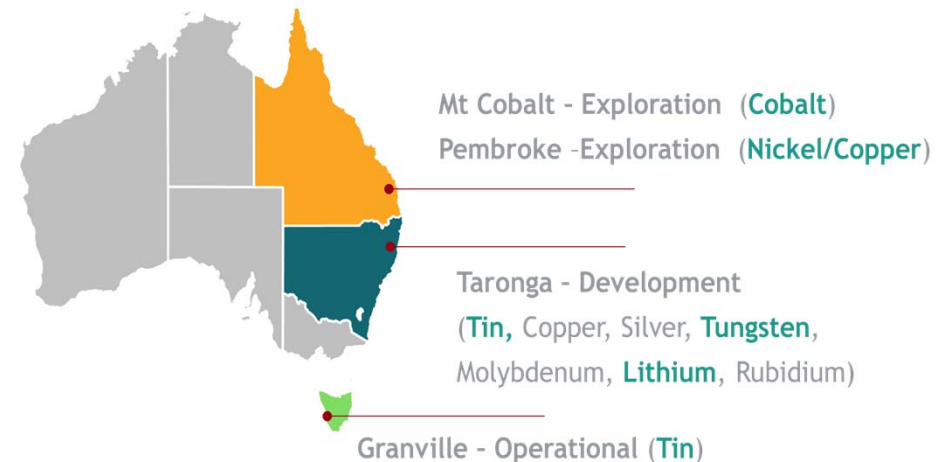 Mt Cobalt - Exploration (Cobalt)
Pembroke -Exploration (Nickel/Copper)
Taronga - Development
(Tin, Copper, Silver, Tungsten,
Molybdenum, Lithium, Rubidium)
Granville - Operational (Tin)